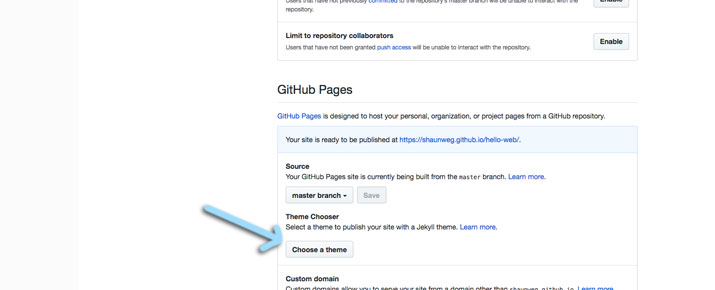 Users that have not previously committed to the repository's master branch will be unable to interact with the
repository.
Enable
Limit to repository collaborators
Users that have not been granted push access will be unable to interact with the repository.
Enable
GitHub Pages
GitHub Pages is designed to host your personal, organization, or project pages from a GitHub repository.
Your site is ready to be published at https://shaunweg.github.io/hello-web/.
Source
Your GitHub Pages site is currently being built from the master branch. Learn more.
master branch
Save
Theme Chooser
Select a theme to publish your site with a Jekyll theme. Learn more.
Choose a theme
Custom domain
Custom domains allow you to serve your site from a domain other than shaunweg.github.io. Learn more.